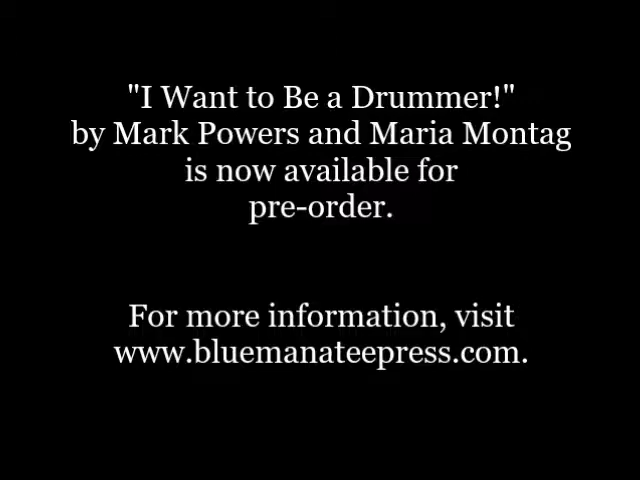 "I Want to Be a Drummer!"
by Mark Powers and Maria Montag
is now available for
pre-order.
For more information, visit
www.bluemanateepress.com.